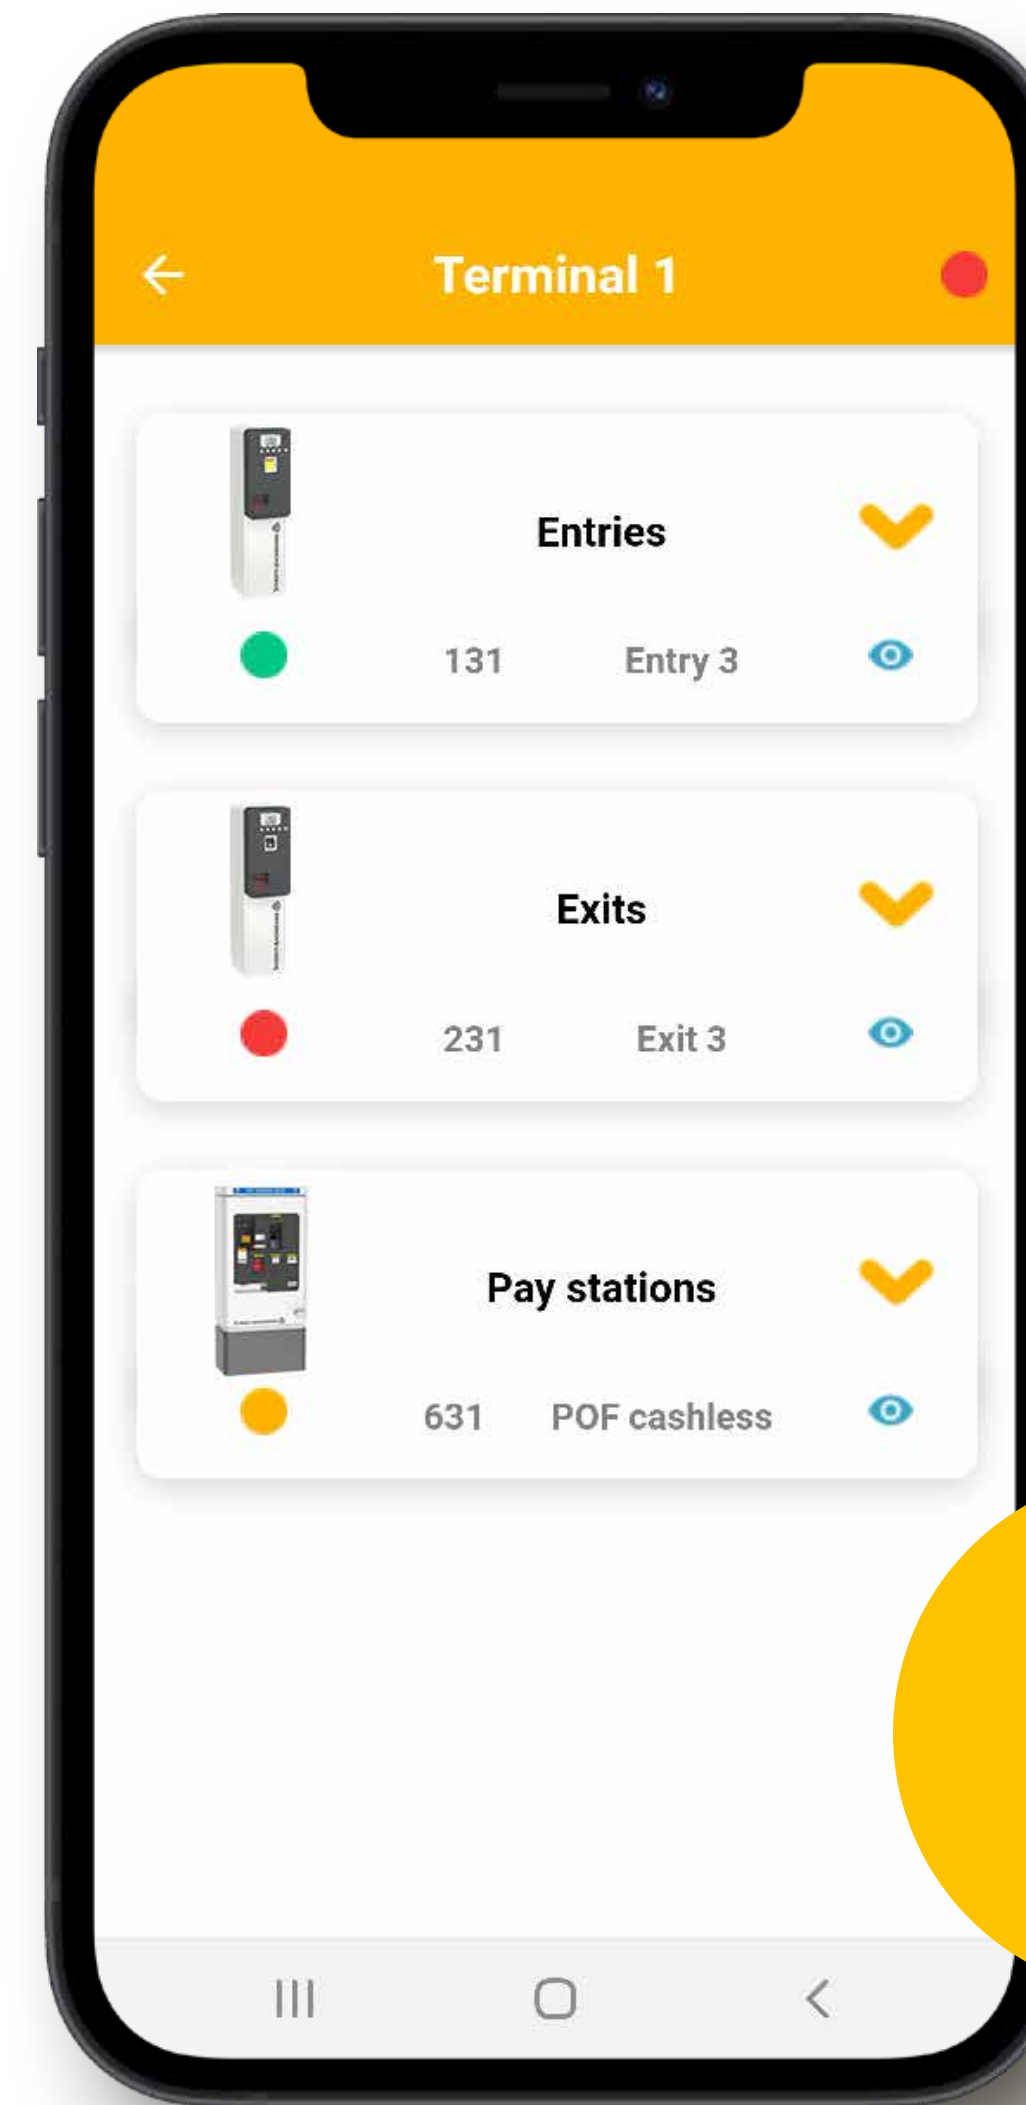 Terminal 1
Entries
131 Entry 3
Exits
231 Exit 3
Pay stations
631 POF cashless